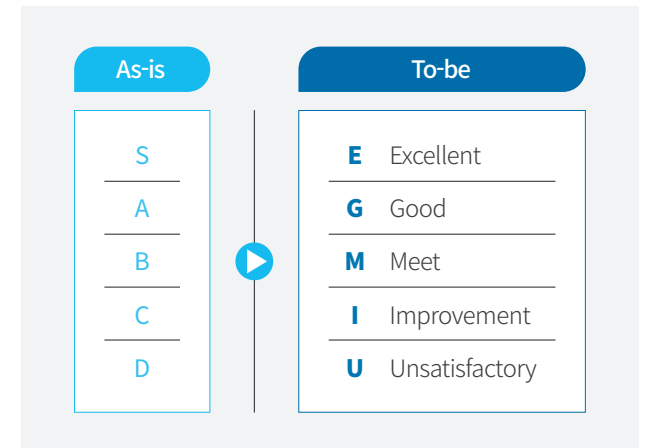 As-is
To-be
S
E Excellent
A
G Good
B
M Meet
C
I Improvement
D
U Unsatisfactory